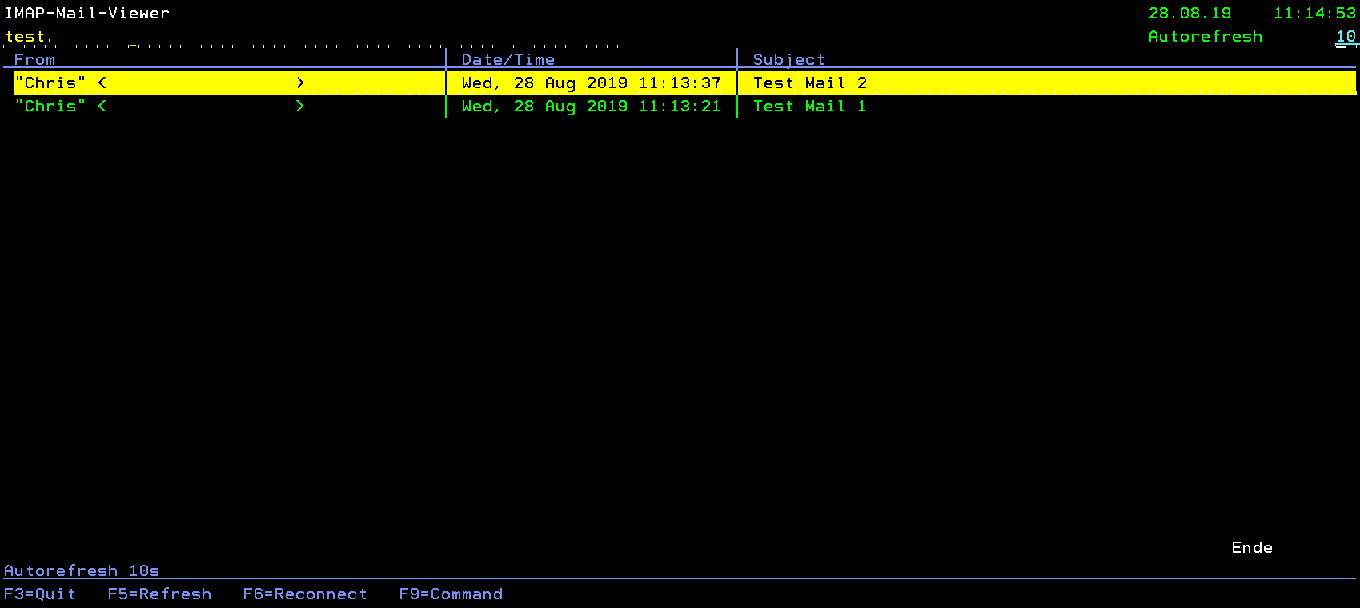 IMAP-Mail-Viewer 28.08.19 11:14:53
test. Autorefresh 10
From Date/Time Subject
"Chris" < > Wed, 28 Aug 2019 11:13:37 Test Mail 2
"Chris" < > Wed, 28 Aug 2019 11:13:21 Test Mail 1
Ende
Autorefresh 10s
F3=Quit F5=Refresh F6=Reconnect F9=Command